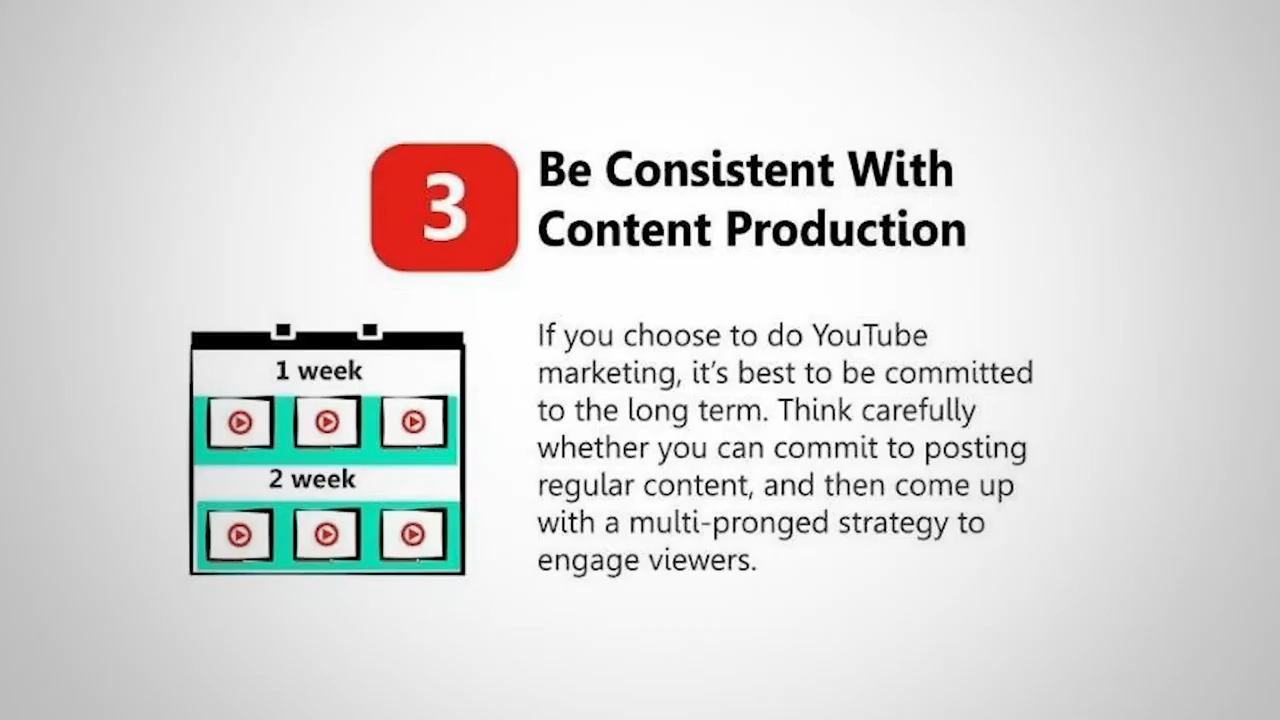 3
Be Consistent With
Content Production
1 week
2 week
If you choose to do YouTube
marketing, it’s best to be committed
to the long term. Think carefully
whether you can commit to posting
regular content, and then come up
with a multi-pronged strategy to
engage viewers.